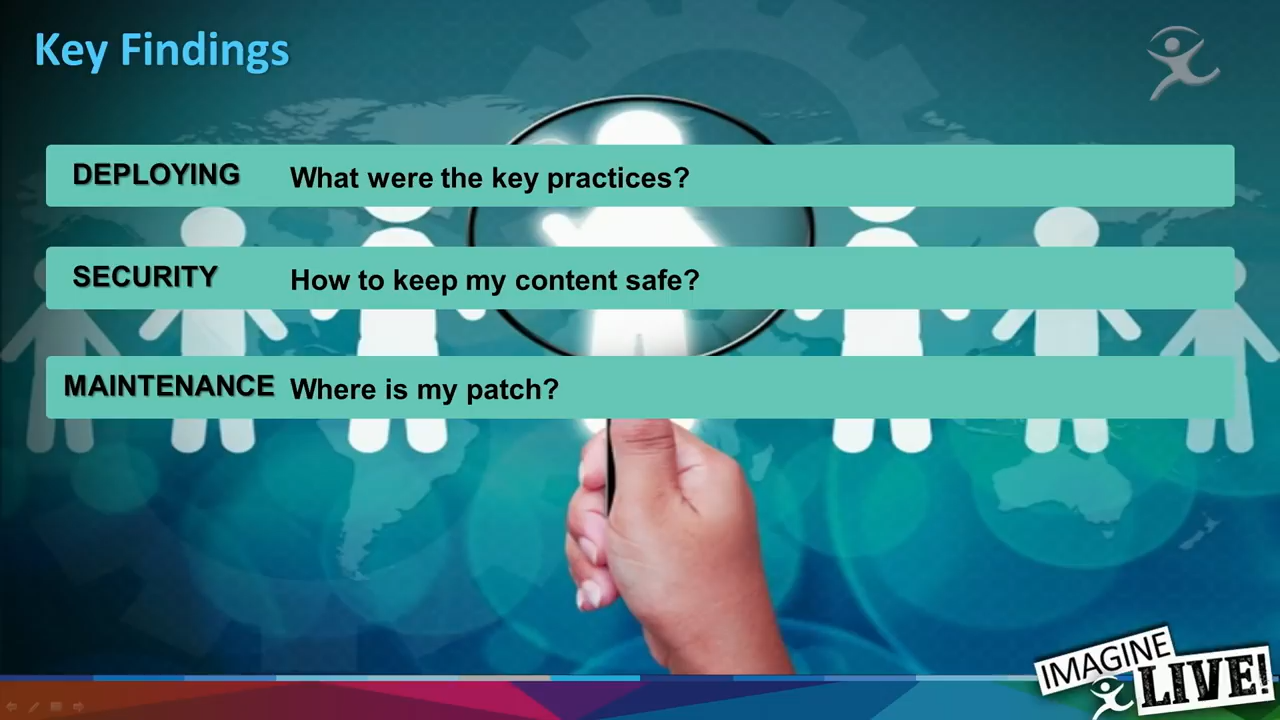 Key Findings
DEPLOYING What were the key practices?
SECURITY How to keep my content safe?
MAINTENANCE Where is my patch?
IMAGINE
LIVE!